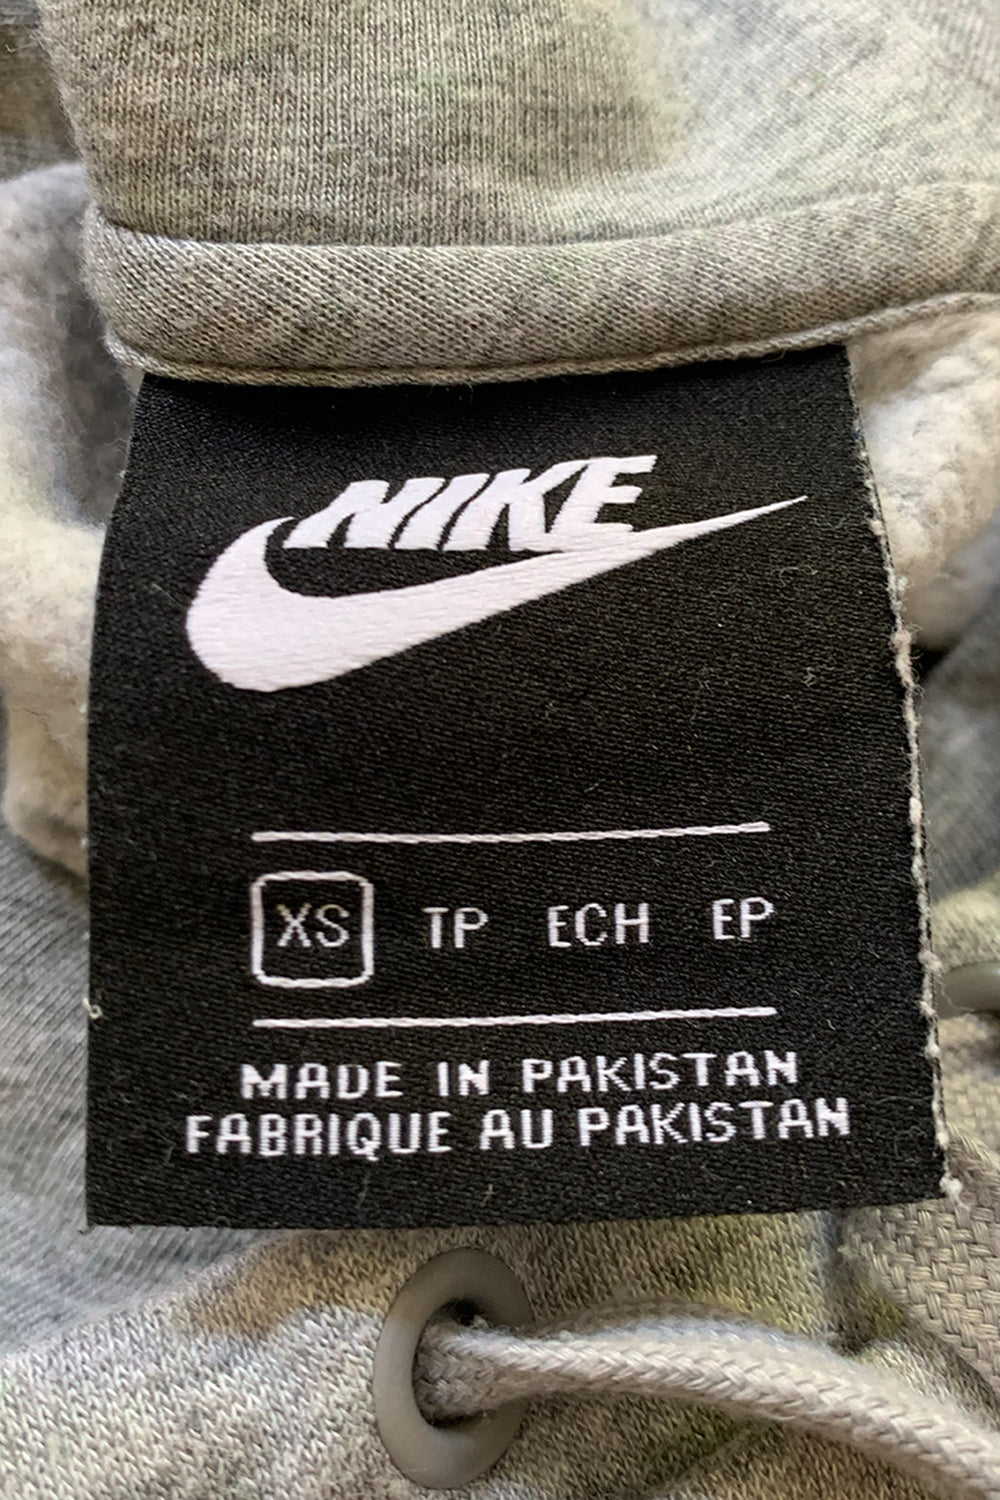 NIKE
XS TP ECH EP
MADE IN PAKISTAN
FABRIQUE AU PAKISTAN